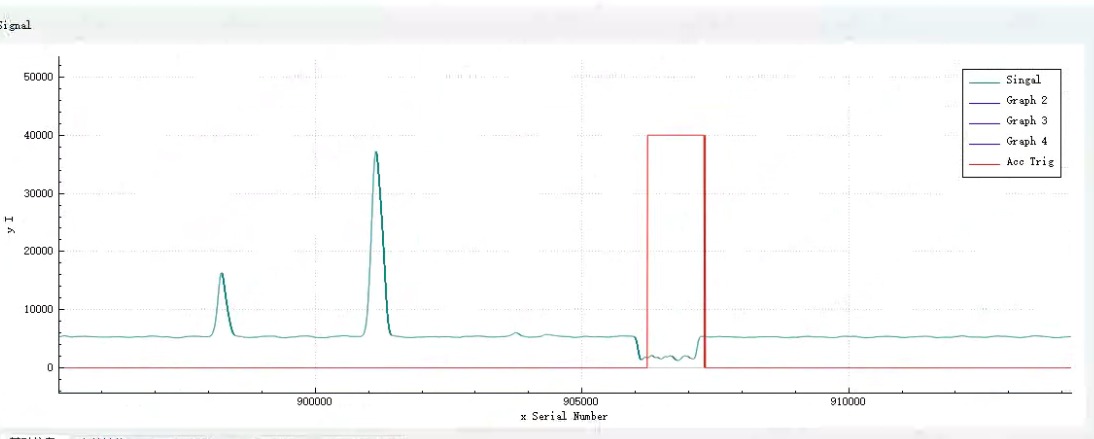 Signal
50000
40000
30000
20000
10000
0
y I
900000
905000
910000
x Serial Number
Singal
Graph 2
Graph 3
Graph 4
Acc Trig